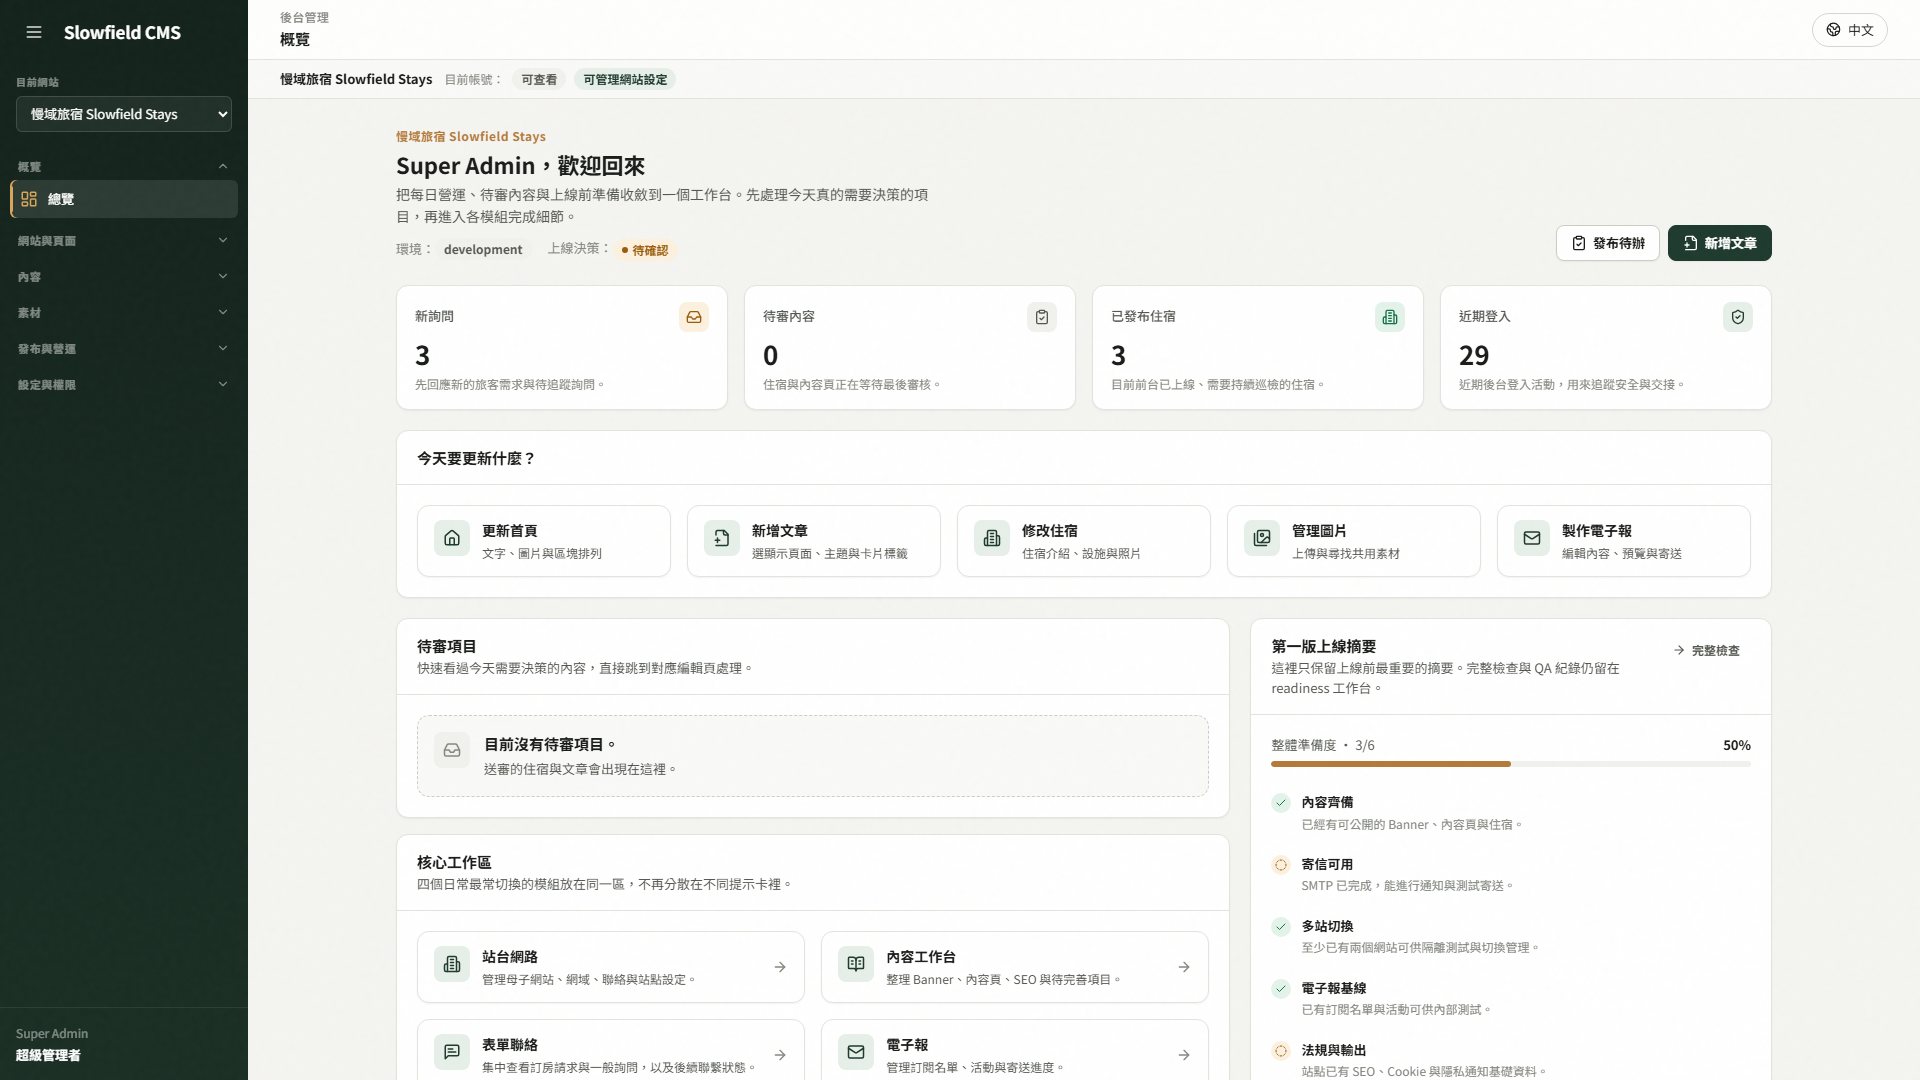 Slowfield CMS
目前網站
慢域旅宿 Slowfield Stays
概覽
總覽
網站與頁面
內容
素材
發布與營運
設定與權限
Super Admin
超級管理者
後台管理
概覽
中文
慢域旅宿 Slowfield Stays 目前帳號： 可查看 可管理網站設定
慢域旅宿 Slowfield Stays
Super Admin，歡迎回來
把每日營運、待審內容與上線前準備收斂到一個工作台。先處理今天真的需要決策的項
目，再進入各模組完成細節。
環境： development 上線決策： 待確認
發布待辦
新增文章
新詢問
3
先回應新的旅客需求與待追蹤詢問。
待審內容
0
住宿與內容頁正在等待最後審核。
已發布住宿
3
目前前台已上線、需要持續巡檢的住宿。
近期登入
29
近期後台登入活動，用來追蹤安全與交接。
今天要更新什麼？
更新首頁
文字、圖片與區塊排列
新增文章
選顯示頁面、主題與卡片標籤
修改住宿
住宿介紹、設施與照片
管理圖片
上傳與尋找共用素材
製作電子報
編輯內容、預覽與寄送
待審項目
快速看過今天需要決策的內容，直接跳到對應編輯頁處理。
目前沒有待審項目。
送審的住宿與文章會出現在這裡。
核心工作區
四個日常最常切換的模組放在同一區，不再分散在不同提示卡裡。
站台網路
管理母子網站、網域、聯絡與站點設定。
內容工作台
整理 Banner、內容頁、SEO 與待完善項目。
表單聯絡
集中查看訂房請求與一般詢問，以及後續聯繫狀態。
電子報
管理訂閱名單、活動與寄送進度。
第一版上線摘要
這裡只保留上線前最重要的摘要。完整檢查與 QA 紀錄仍留在
readiness 工作台。
完整檢查
整體準備度 · 3/6
50%
內容齊備
已經有可公開的 Banner、內容頁與住宿。
寄信可用
SMTP 已完成，能進行通知與測試寄送。
多站切換
至少已有兩個網站可供隔離測試與切換管理。
電子報基線
已有訂閱名單與活動可供內部測試。
法規與輸出
站點已有 SEO、Cookie 與隱私通知基礎資料。